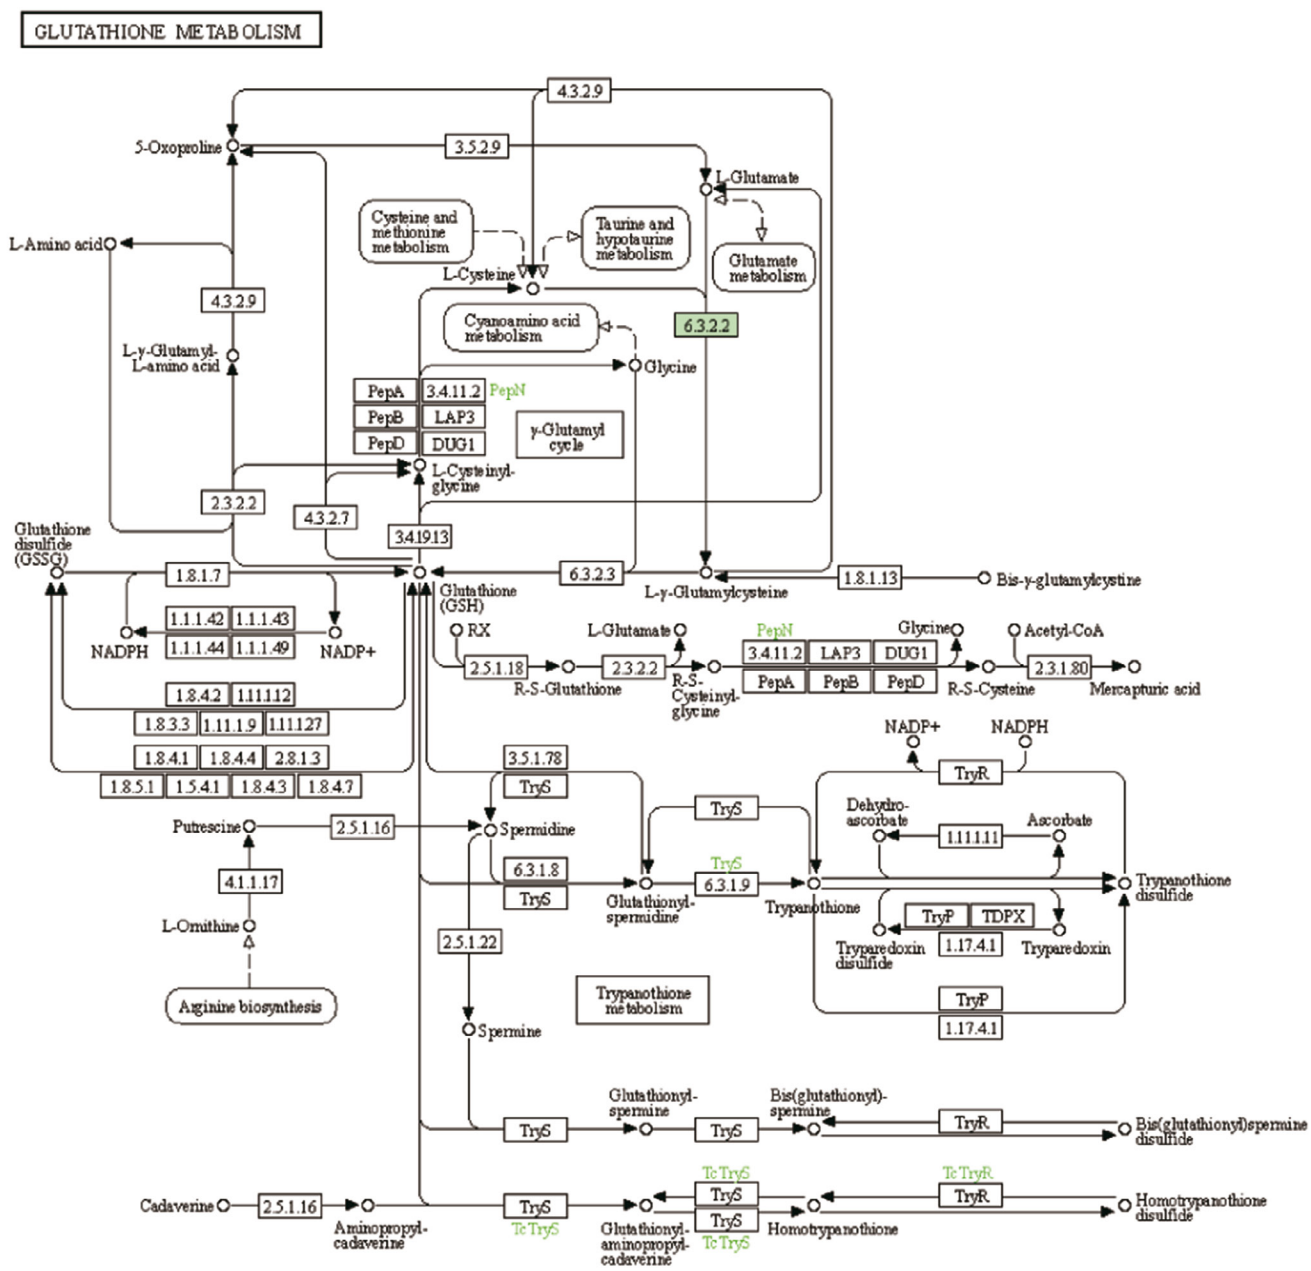 GLUTATHIONE METABOLISM
4.3.2.9
5-Oxoproline
3.5.2.9
L-Glutamate
Cysteine and
methionine
metabolism
Taurine and
hypotaurine
metabolism
L-Amino acid
Glutamate
metabolism
L-Cysteine
4.3.2.9
Cyanoamino acid
metabolism
6.3.2.2
L-γ-Glutamyl-
L-amino acid
Glycine
PepA
3.4.11.2
PepN
PepB
LAP3
PepD
DUG1
γ-Glutamyl
cycle
L-Cysteinyl-
glycine
2.3.2.2
4.3.2.7
3.4.19.13
Glutathione
disulfide
(GSSG)
1.8.1.7
6.3.2.3
1.8.1.13
Bis-γ-glutamylcystine
Glutathione
(GSH)
L-γ-Glutamylcysteine
1.1.1.42
1.1.1.43
1.1.1.44
1.1.1.49
NADPH
NADP+
RX
L-Glutamate
PepN
Glycine
Acetyl-CoA
3.4.11.2
LAP3
DUG1
2.5.1.18
2.3.2.2
2.3.1.80
PepA
PepB
PepD
R-S-Glutathione
R-S-
Cysteinyl-
glycine
R-S-Cysteine
Mercapturic acid
1.8.4.2
1.11.1.12
1.8.3.3
1.11.1.9
1.11.1.27
1.8.4.1
1.8.4.4
2.8.1.3
1.8.5.1
1.5.4.1
1.8.4.3
1.8.4.7
NADP+
NADPH
3.5.1.78
TryS
TryR
Putrescine
2.5.1.16
Spermidine
TryS
Dehydro-
ascorbate
1.11.1.11
Ascorbate
4.1.1.17
6.3.1.8
TryS
TryS
6.3.1.9
Glutathionyl-
spermidine
Trypanothione
Trypanothione
disulfide
L-Ornithine
2.5.1.22
TryP
TDPX
1.17.4.1
Tryparedoxin
disulfide
Tryparedoxin
Arginine biosynthesis
Trypanothione
metabolism
TryP
1.17.4.1
Spermine
Glutathionyl-
spermine
Bis(glutathionyl)-
spermine
TryS
TryS
TryR
Bis(glutathionyl)spermine
disulfide
TcTryS
TcTryR
Cadaverine
2.5.1.16
TryS
TryS
TryR
Homotrypanothione
disulfide
Aminopropyl-
cadaverine
TcTryS
Glutathionyl-
aminopropyl-
cadaverine
TryS
TcTryS
Homotrypanothione